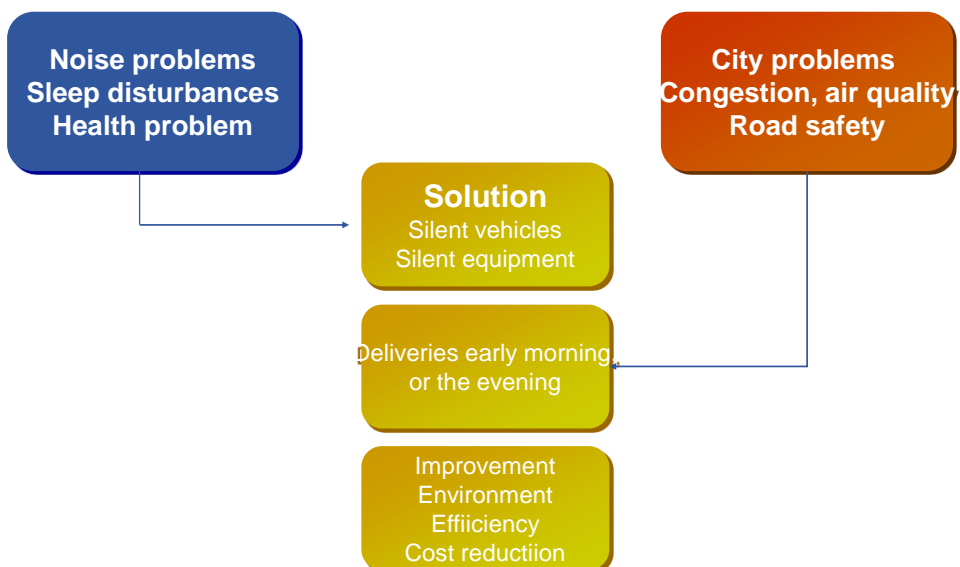 Noise problems
Sleep disturbances
Health problem
City problems
Congestion, air quality
Road safety
Solution
Silent vehicles
Silent equipment
Deliveries early morning,
or the evening
Improvement
Environment
Effiiciency
Cost reductiion